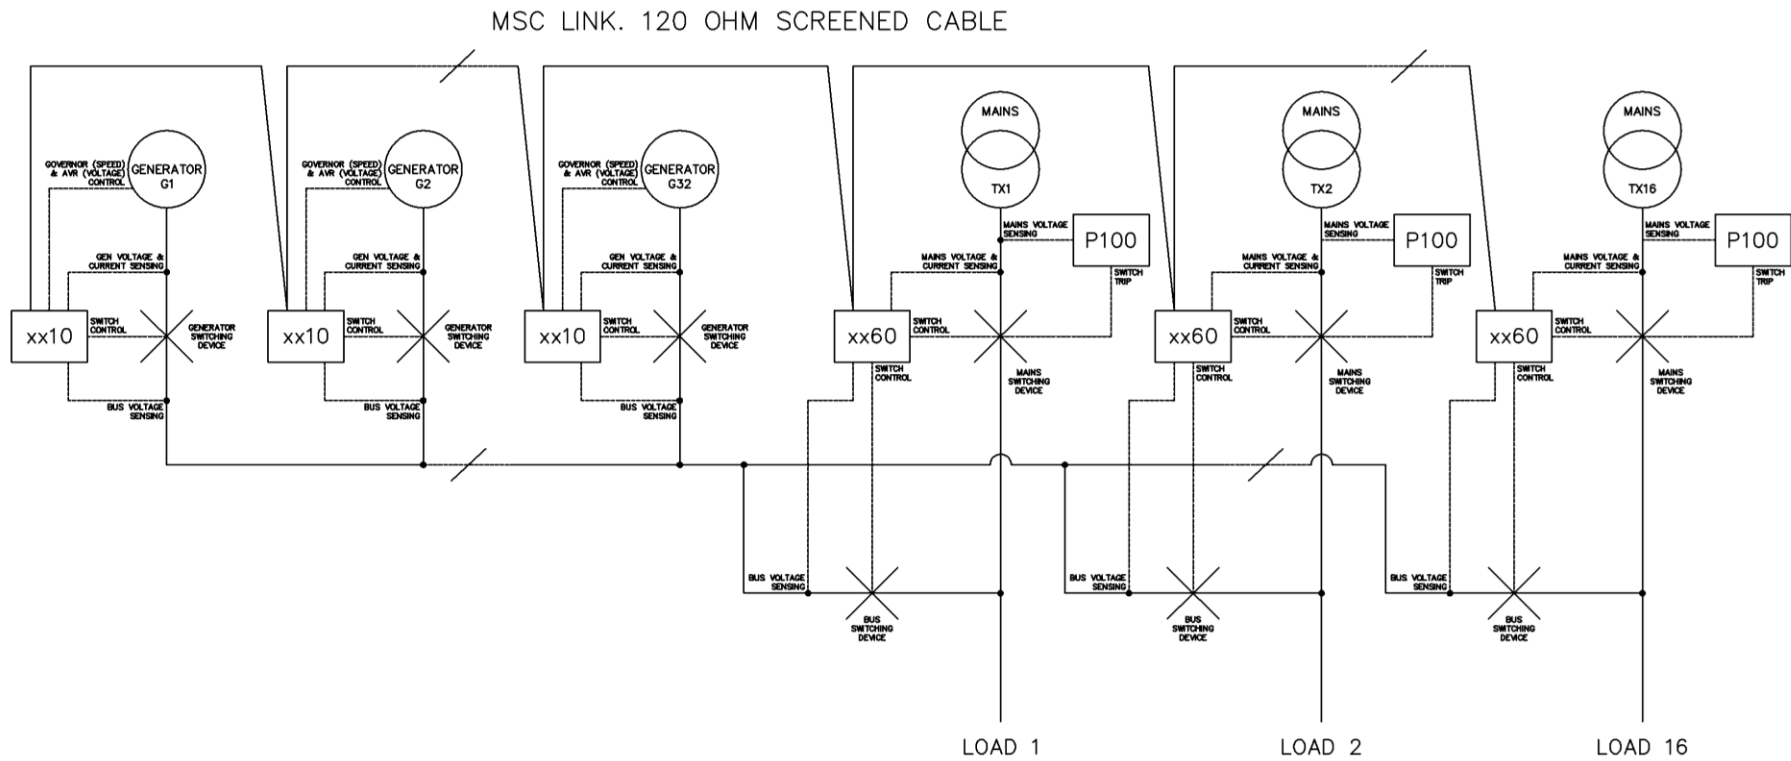 MSC LINK. 120 OHM SCREENED CABLE
GOVERNOR (SPEED)
& AVR (VOLTAGE)
CONTROL
GENERATOR
G1
GEN VOLTAGE &
CURRENT SENSING
xx10
SWITCH
CONTROL
GENERATOR
SWITCHING
DEVICE
BUS VOLTAGE
SENSING
GOVERNOR (SPEED)
& AVR (VOLTAGE)
CONTROL
GENERATOR
G2
GEN VOLTAGE &
CURRENT SENSING
xx10
SWITCH
CONTROL
GENERATOR
SWITCHING
DEVICE
BUS VOLTAGE
SENSING
GOVERNOR (SPEED)
& AVR (VOLTAGE)
CONTROL
GENERATOR
G32
GEN VOLTAGE &
CURRENT SENSING
xx10
SWITCH
CONTROL
GENERATOR
SWITCHING
DEVICE
BUS VOLTAGE
SENSING
MAINS
TX1
MAINS VOLTAGE
SENSING
P100
MAINS VOLTAGE &
CURRENT SENSING
SWITCH
TRIP
xx60
SWITCH
CONTROL
SWITCH
CONTROL
MAINS
SWITCHING
DEVICE
BUS VOLTAGE
SENSING
BUS
SWITCHING
DEVICE
LOAD 1
MAINS
TX2
MAINS VOLTAGE
SENSING
P100
MAINS VOLTAGE &
CURRENT SENSING
SWITCH
TRIP
xx60
SWITCH
CONTROL
SWITCH
CONTROL
MAINS
SWITCHING
DEVICE
BUS VOLTAGE
SENSING
BUS
SWITCHING
DEVICE
LOAD 2
MAINS
TX16
MAINS VOLTAGE
SENSING
P100
MAINS VOLTAGE &
CURRENT SENSING
SWITCH
TRIP
xx60
SWITCH
CONTROL
SWITCH
CONTROL
MAINS
SWITCHING
DEVICE
BUS VOLTAGE
SENSING
BUS
SWITCHING
DEVICE
LOAD 16